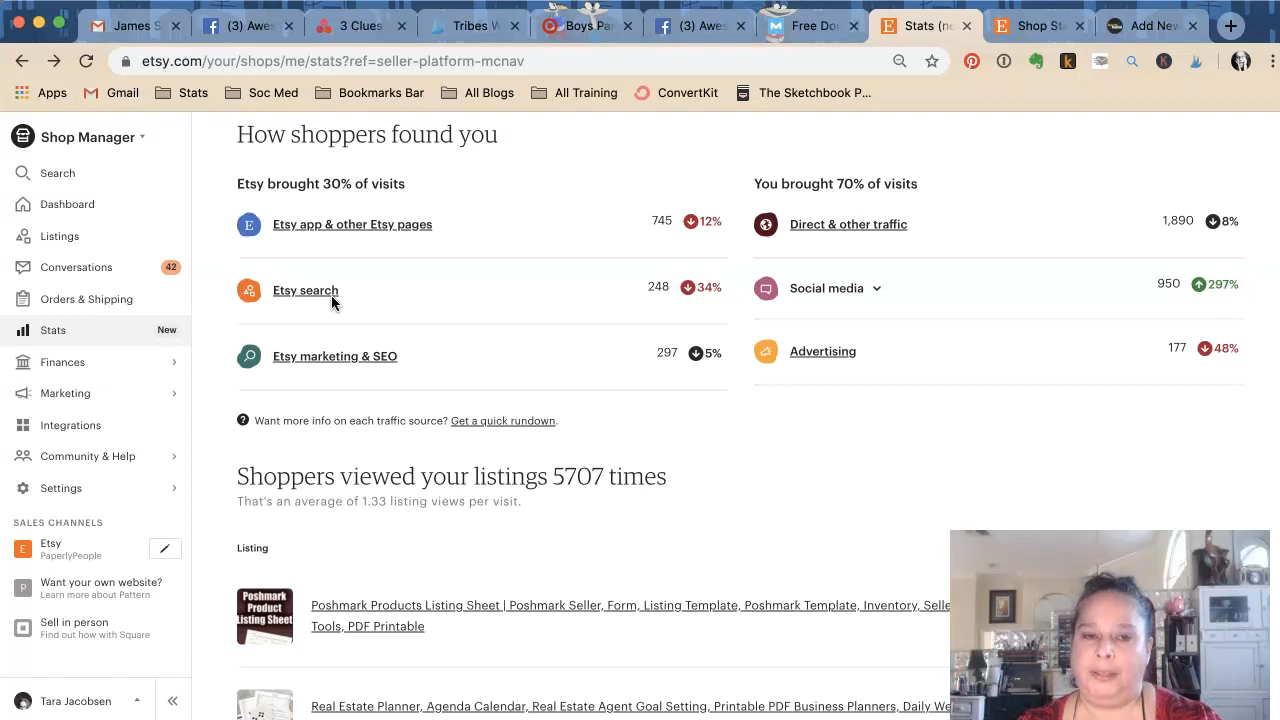 James S
(3) Awes
3 Clues
Tribes W
Boys Pa
(3) Awes
Free Dou
Stats (ne
Shop Sta
Add New
etsy.com/your/shops/me/stats?ref=seller-platform-mcnav
Apps
Gmail
Stats
Soc Med
Bookmarks Bar
All Blogs
All Training
ConvertKit
The Sketchbook P...
Shop Manager
Search
Dashboard
Listings
Conversations 42
Orders & Shipping
Stats New
Finances
Marketing
Integrations
Community & Help
Settings
SALES CHANNELS
E Etsy
PaperlyPeople
P Want your own website?
Learn more about Pattern
Sell in person
Find out how with Square
Tara Jacobsen
How shoppers found you
Etsy brought 30% of visits
E Etsy app & other Etsy pages 745 12%
Etsy search 248 34%
Etsy marketing & SEO 297 5%
You brought 70% of visits
Direct & other traffic 1,890 8%
Social media 950 297%
Advertising 177 48%
? Want more info on each traffic source? Get a quick rundown.
Shoppers viewed your listings 5707 times
That's an average of 1.33 listing views per visit.
Listing
Poshmark
Product
Listing Sheet
Poshmark Products Listing Sheet | Poshmark Seller, Form, Listing Template, Poshmark Template, Inventory, Selle
Tools, PDF Printable
Real Estate Planner, Agenda Calendar, Real Estate Agent Goal Setting, Printable PDF Business Planners, Daily We